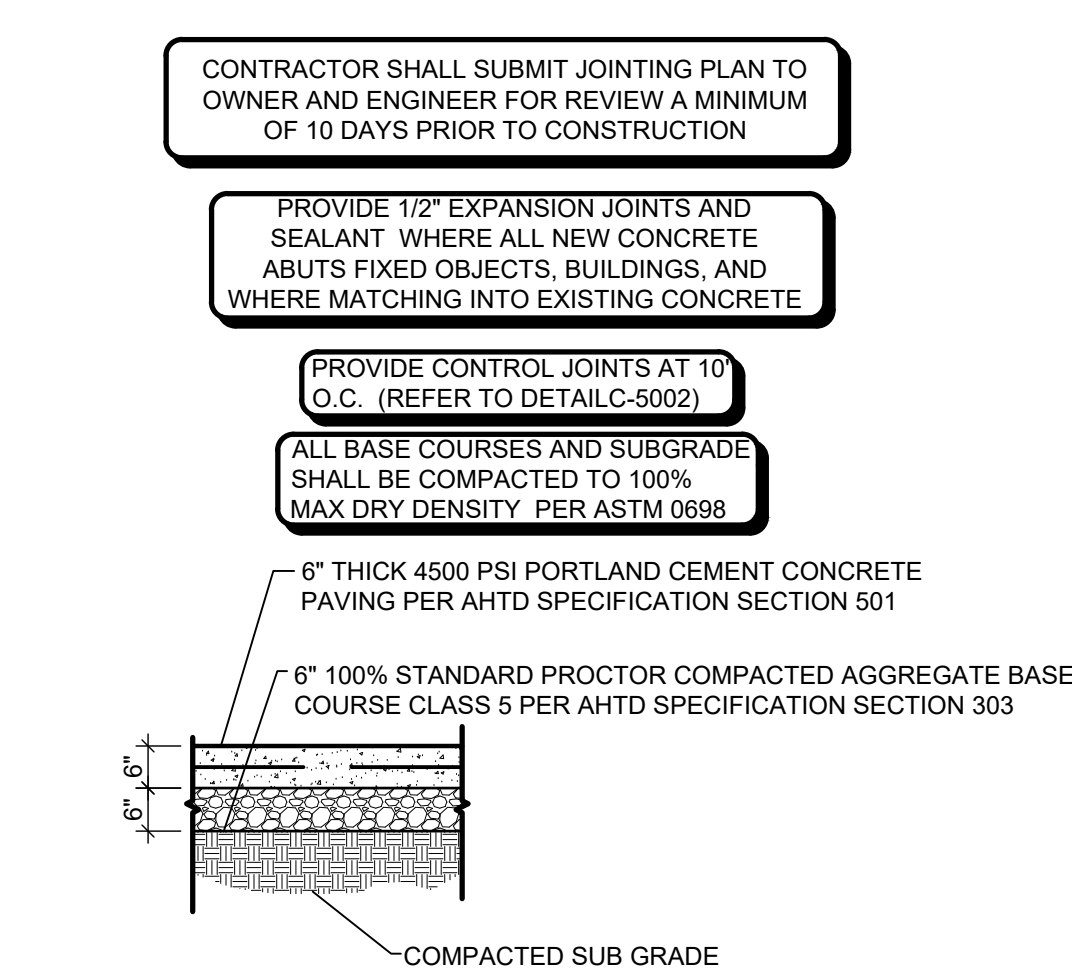 CONTRACTOR SHALL SUBMIT JOINTING PLAN TO
OWNER AND ENGINEER FOR REVIEW A MINIMUM
OF 10 DAYS PRIOR TO CONSTRUCTION
PROVIDE 1/2" EXPANSION JOINTS AND
SEALANT WHERE ALL NEW CONCRETE
ABUTS FIXED OBJECTS, BUILDINGS, AND
WHERE MATCHING INTO EXISTING CONCRETE
PROVIDE CONTROL JOINTS AT 10'
O.C. (REFER TO DETAILC-5002)
ALL BASE COURSES AND SUBGRADE
SHALL BE COMPACTED TO 100%
MAX DRY DENSITY PER ASTM 0698
6" THICK 4500 PSI PORTLAND CEMENT CONCRETE
PAVING PER AHTD SPECIFICATION SECTION 501
6" 100% STANDARD PROCTOR COMPACTED AGGREGATE BASE
COURSE CLASS 5 PER AHTD SPECIFICATION SECTION 303
6"
6"
COMPACTED SUB GRADE